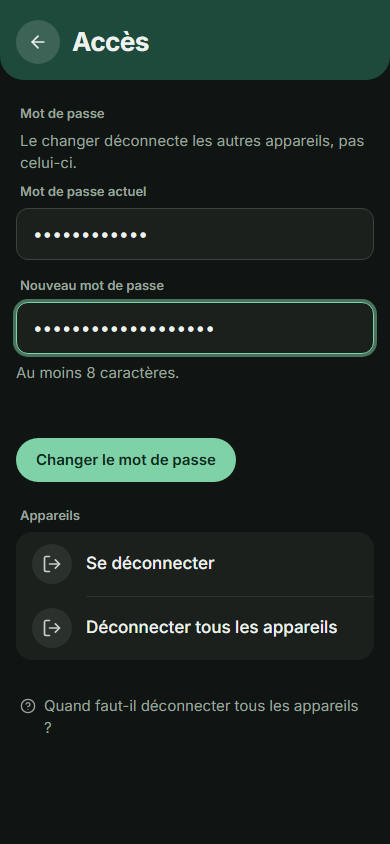 Accès
Mot de passe
Le changer déconnecte les autres appareils, pas
celui-ci.
Mot de passe actuel
••••••••••••
Nouveau mot de passe
•••••••••••••••••••
Au moins 8 caractères.
Changer le mot de passe
Appareils
Se déconnecter
Déconnecter tous les appareils
Quand faut-il déconnecter tous les appareils
?